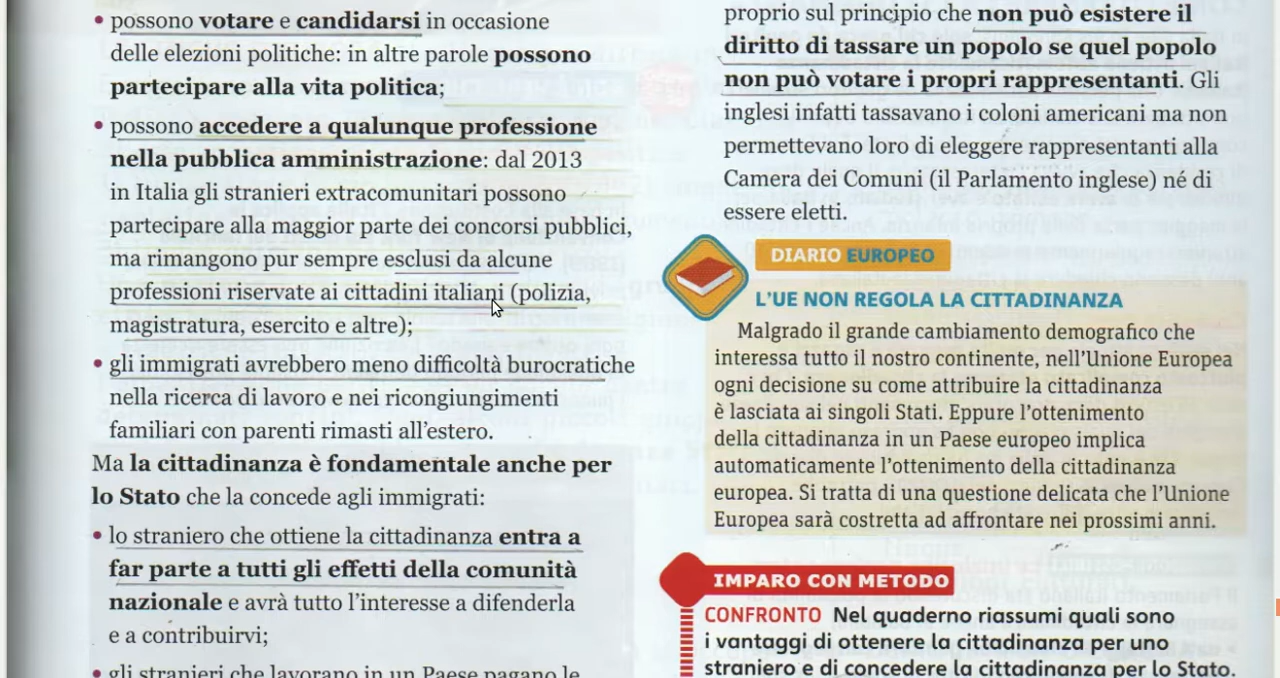 • possono votare e candidarsi in occasione
delle elezioni politiche: in altre parole possono
partecipare alla vita politica;
• possono accedere a qualunque professione
nella pubblica amministrazione: dal 2013
in Italia gli stranieri extracomunitari possono
partecipare alla maggior parte dei concorsi pubblici,
ma rimangono pur sempre esclusi da alcune
professioni riservate ai cittadini italiani (polizia,
magistratura, esercito e altre);
• gli immigrati avrebbero meno difficoltà burocratiche
nella ricerca di lavoro e nei ricongiungimenti
familiari con parenti rimasti all'estero.
Ma la cittadinanza è fondamentale anche per
lo Stato che la concede agli immigrati:
• lo straniero che ottiene la cittadinanza entra a
far parte a tutti gli effetti della comunità
nazionale e avrà tutto l'interesse a difenderla
e a contribuirvi;
• gli stranieri che lavorano in un Paese pagano le
proprio sul principio che non può esistere il
diritto di tassare un popolo se quel popolo
non può votare i propri rappresentanti. Gli
inglesi infatti tassavano i coloni americani ma non
permettevano loro di eleggere rappresentanti alla
Camera dei Comuni (il Parlamento inglese) né di
essere eletti.
DIARIO EUROPEO
L'UE NON REGOLA LA CITTADINANZA
Malgrado il grande cambiamento demografico che
interessa tutto il nostro continente, nell'Unione Europea
ogni decisione su come attribuire la cittadinanza
è lasciata ai singoli Stati. Eppure l'ottenimento
della cittadinanza in un Paese europeo implica
automaticamente l'ottenimento della cittadinanza
europea. Si tratta di una questione delicata che l'Unione
Europea sarà costretta ad affrontare nei prossimi anni.
IMPARO CON METODO
CONFRONTO Nel quaderno riassumi quali sono
i vantaggi di ottenere la cittadinanza per uno
straniero e di concedere la cittadinanza per lo Stato.